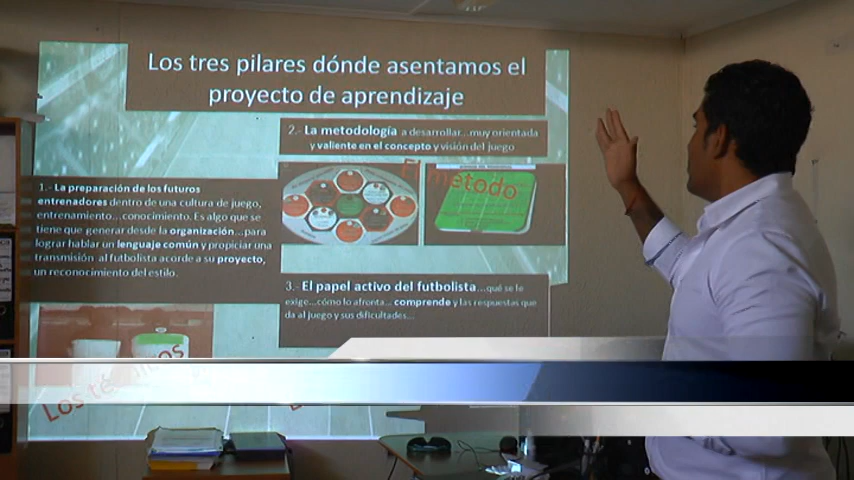 Los tres pilares dónde asentamos el
proyecto de aprendizaje
2.- La metodología a desarrollar...muy orientada
y valiente en el concepto y visión del juego
El método
1.- La preparación de los futuros
entrenadores dentro de una cultura de juego,
entrenamiento...conocimiento. Es algo que se
tiene que generar desde la organización...para
lograr hablar un lenguaje común y propiciar una
transmisión al futbolista acorde a su proyecto,
un reconocimiento del estilo.
3.- El papel activo del futbolista...qué se le
exige...cómo lo afronta... comprende y las respuestas que
da al juego y sus dificultades...
Los técnicos